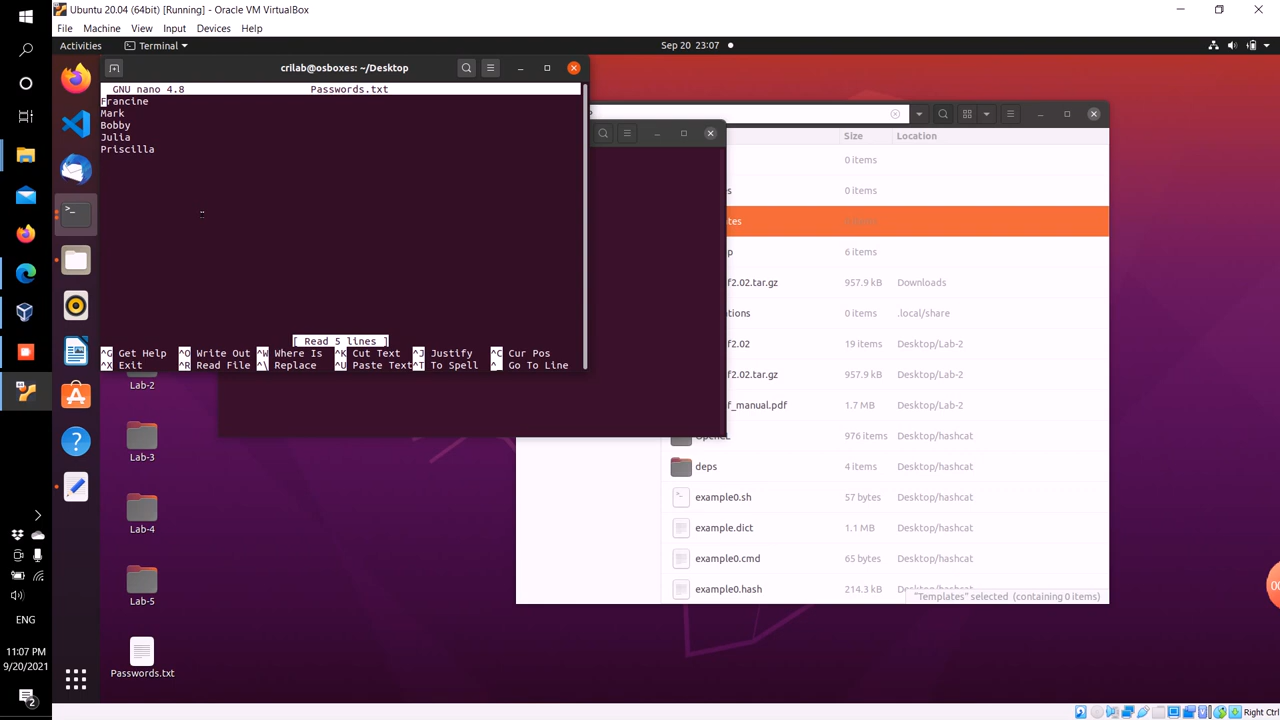 Ubuntu 20.04 (64bit) [Running] - Oracle VM VirtualBox
File Machine View Input Devices Help
Activities Terminal Sep 20 23:07
crilab@osboxes: ~/Desktop
GNU nano 4.8 Passwords.txt
Francine
Mark
Bobby
Julia
Priscilla
[ Read 5 lines ]
^G Get Help ^O Write Out ^W Where Is ^K Cut Text ^J Justify ^C Cur Pos
^X Exit ^R Read File ^\ Replace ^U Paste Text ^T To Spell ^_ Go To Line
Size Location
0 items
0 items
6 items
f2.02.tar.gz 957.9 kB Downloads
0 items .local/share
f2.02 19 items Desktop/Lab-2
f2.02.tar.gz 957.9 kB Desktop/Lab-2
f_manual.pdf 1.7 MB Desktop/Lab-2
OpenCL 976 items Desktop/hashcat
deps 4 items Desktop/hashcat
example0.sh 57 bytes Desktop/hashcat
example.dict 1.1 MB Desktop/hashcat
example0.cmd 65 bytes Desktop/hashcat
example0.hash 214.3 kB
"Templates" selected (containing 0 items)
Lab-2
Lab-3
Lab-4
Lab-5
Passwords.txt
ENG
11:07 PM
9/20/2021
2
00
Right Ctrl